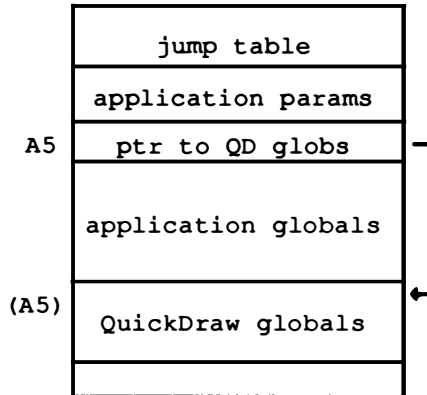 jump table
application params
A5 ptr to QD globs
application globals
(A5)
QuickDraw globals